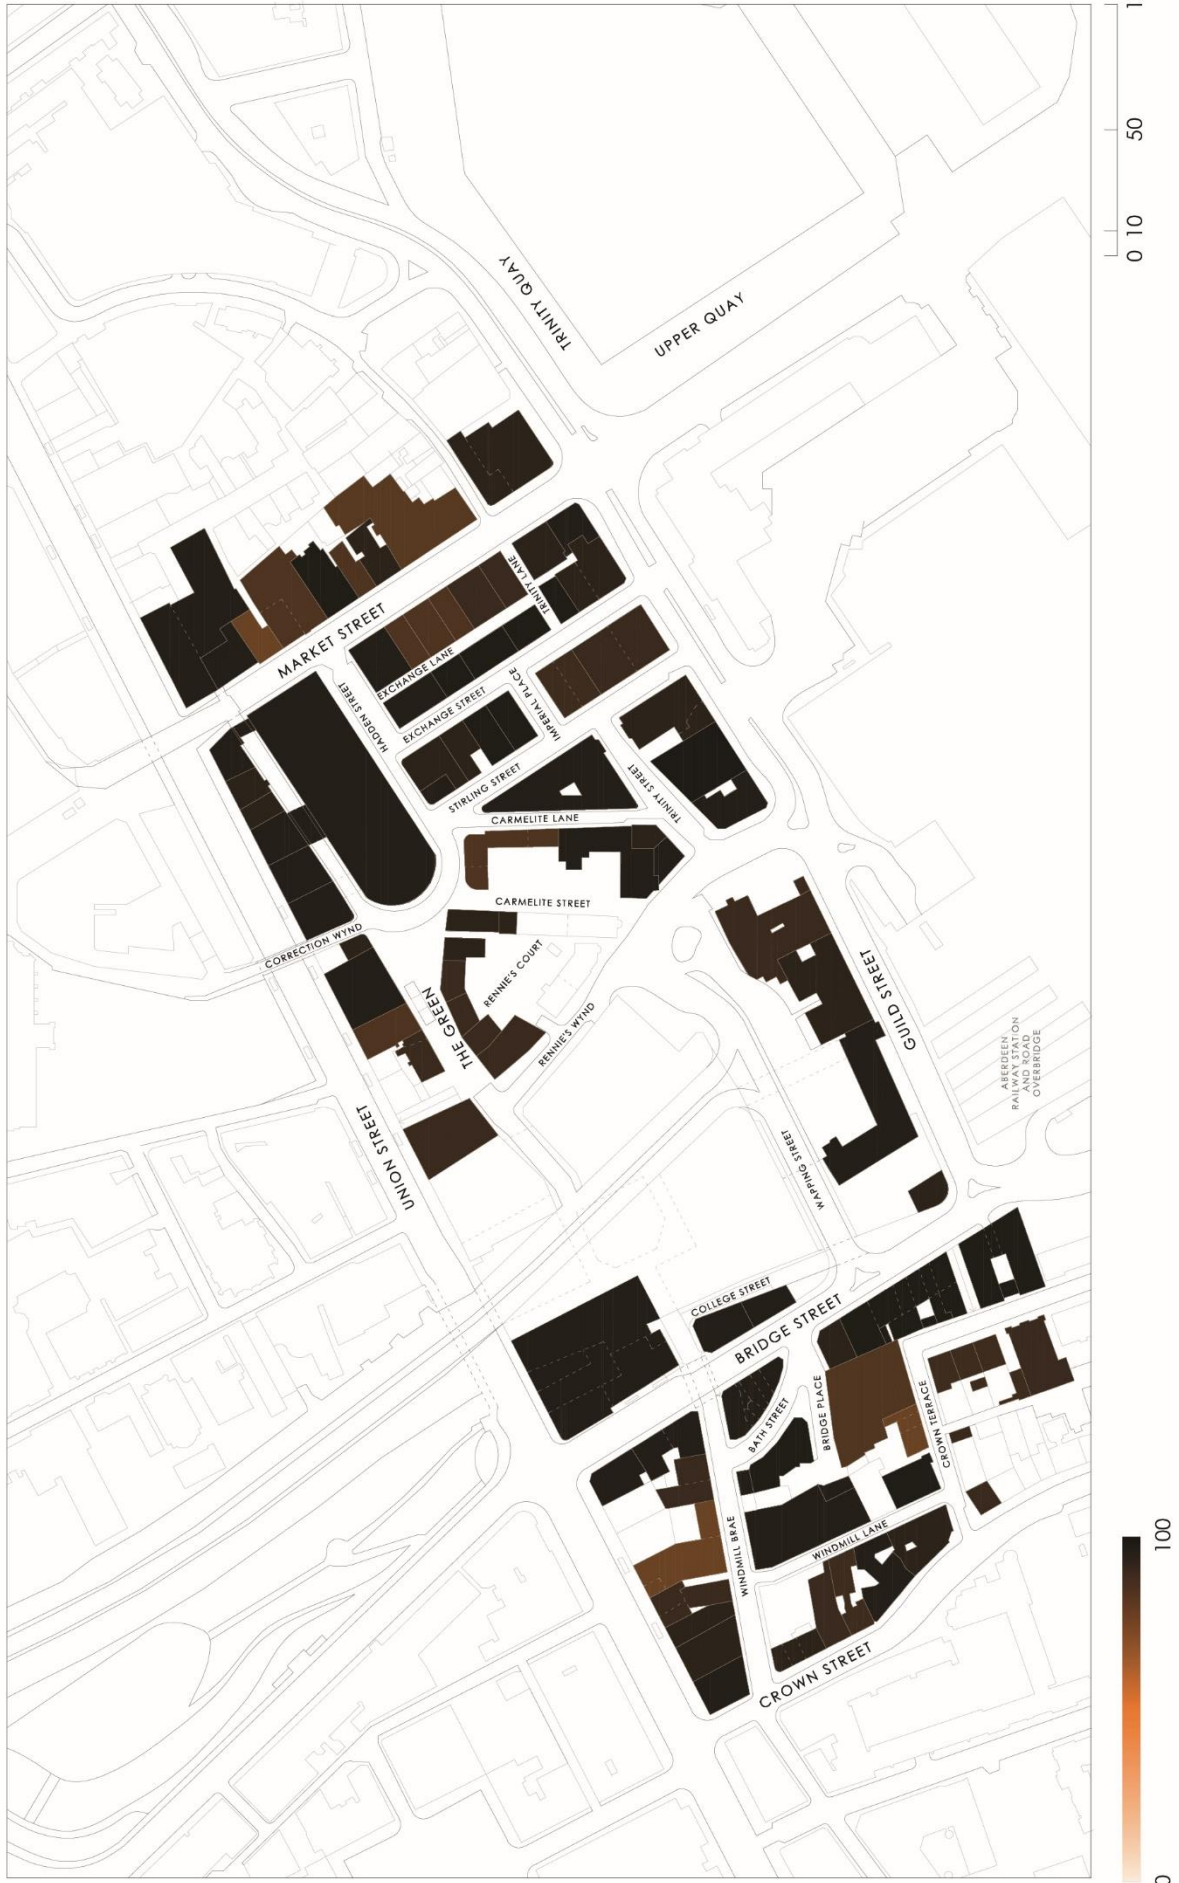 TRINITY QUAY
UPPER QUAY
MARKET STREET
TRINITY LANE
EXCHANGE LANE
HADDEN STREET
EXCHANGE STREET
IMPERIAL PLACE
STIRLING STREET
TRINITY STREET
CARMELITE LANE
CARMELITE STREET
CORRECTION WYND
RENNIE'S COURT
THE GREEN
RENNIE'S WYND
GUILD STREET
ABERDEEN
RAILWAY STATION
AND ROAD
OVERBRIDGE
UNION STREET
WAPPING STREET
COLLEGE STREET
BRIDGE STREET
BATH STREET
BRIDGE PLACE
CROWN TERRACE
WINDMILL BRAE
WINDMILL LANE
CROWN STREET
0 10 50 1
0 100